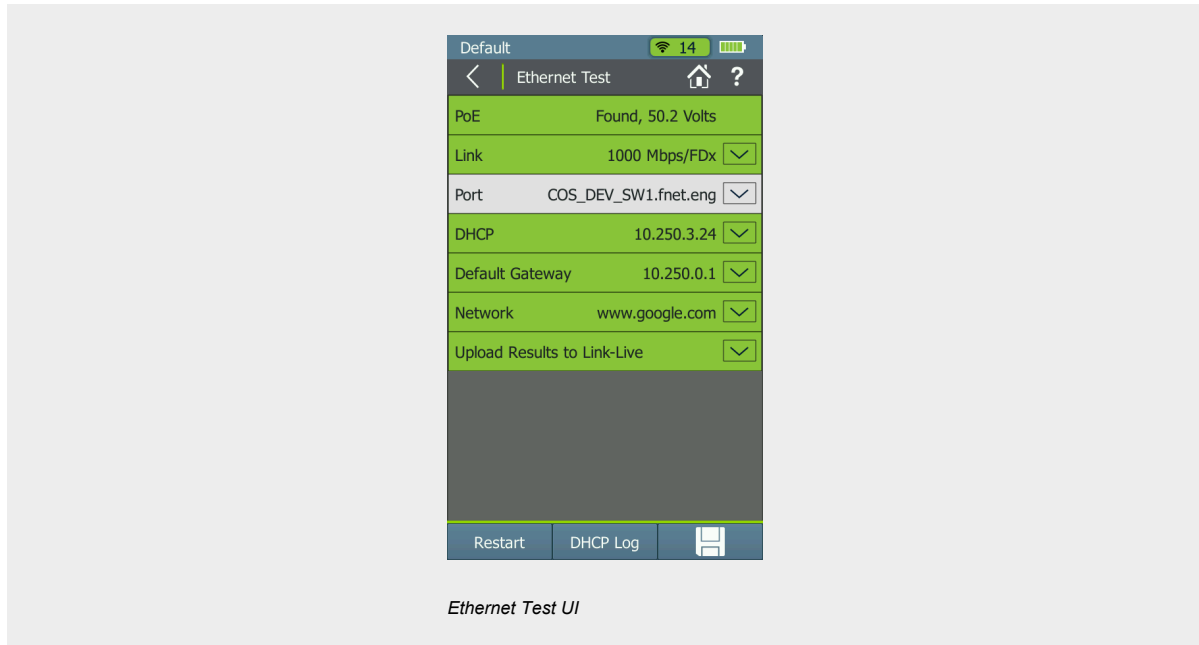 Default 14
Ethernet Test ?
PoE Found, 50.2 Volts
Link 1000 Mbps/FDx
Port COS_DEV_SW1.fnet.eng
DHCP 10.250.3.24
Default Gateway 10.250.0.1
Network www.google.com
Upload Results to Link-Live
Restart DHCP Log
Ethernet Test UI